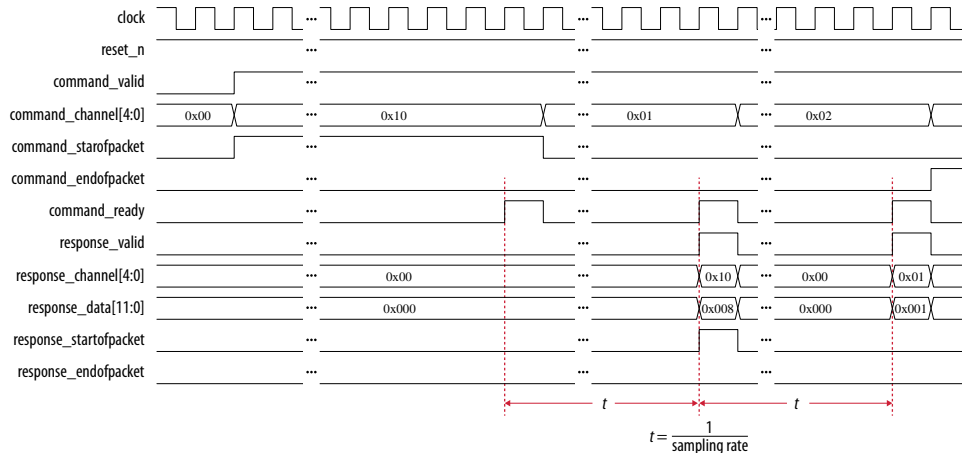 clock ... ... ...
reset_n ... ... ...
command_valid ... ... ...
command_channel[4:0] 0x00 ... 0x10 ... 0x01 ... 0x02
command_starofpacket ... ... ...
command_endofpacket ... ... ...
command_ready ... ... ...
response_valid ... ... ...
response_channel[4:0] ... 0x00 ... 0x10 ... 0x00 0x01
response_data[11:0] ... 0x000 ... 0x008 ... 0x000 0x001
response_startofpacket ... ... ...
response_endofpacket ... ... ...
t t
t = 1
sampling rate